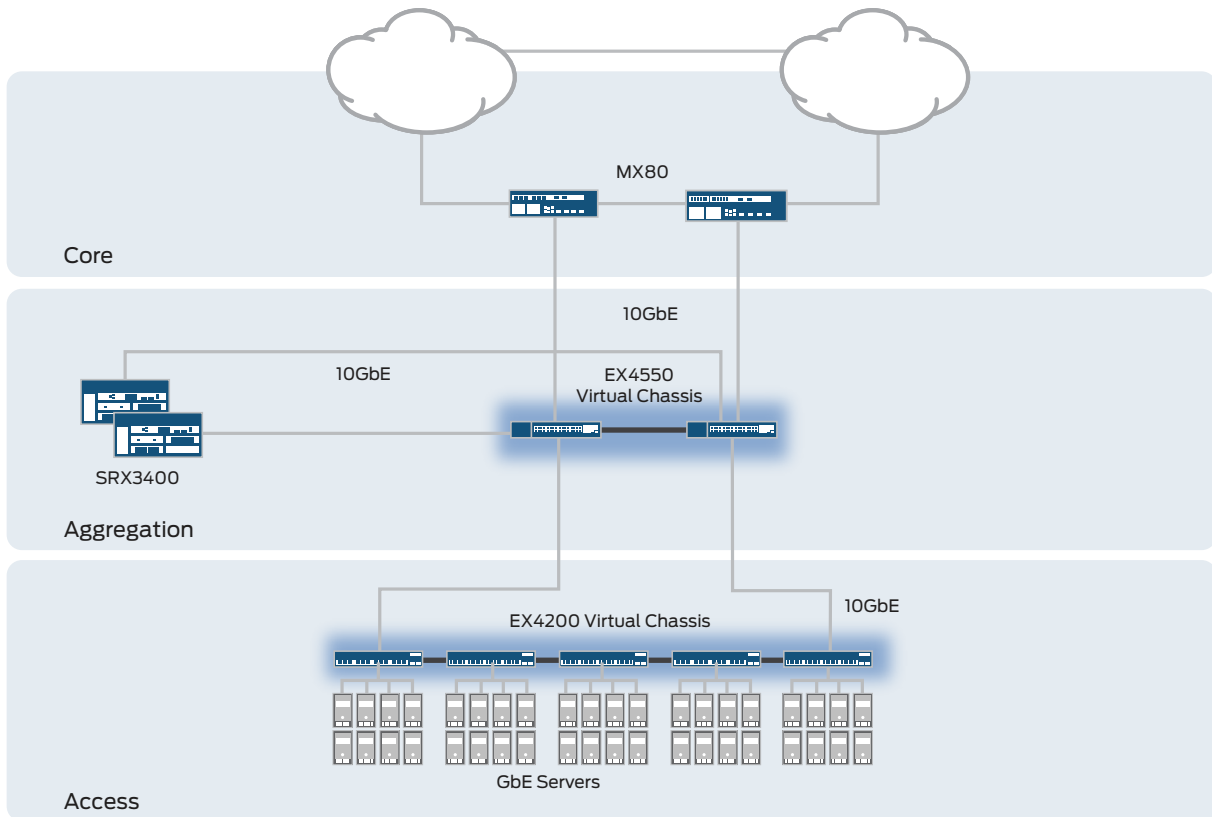 MX80
Core
10GbE
10GbE
EX4550
Virtual Chassis
SRX3400
Aggregation
10GbE
EX4200 Virtual Chassis
GbE Servers
Access